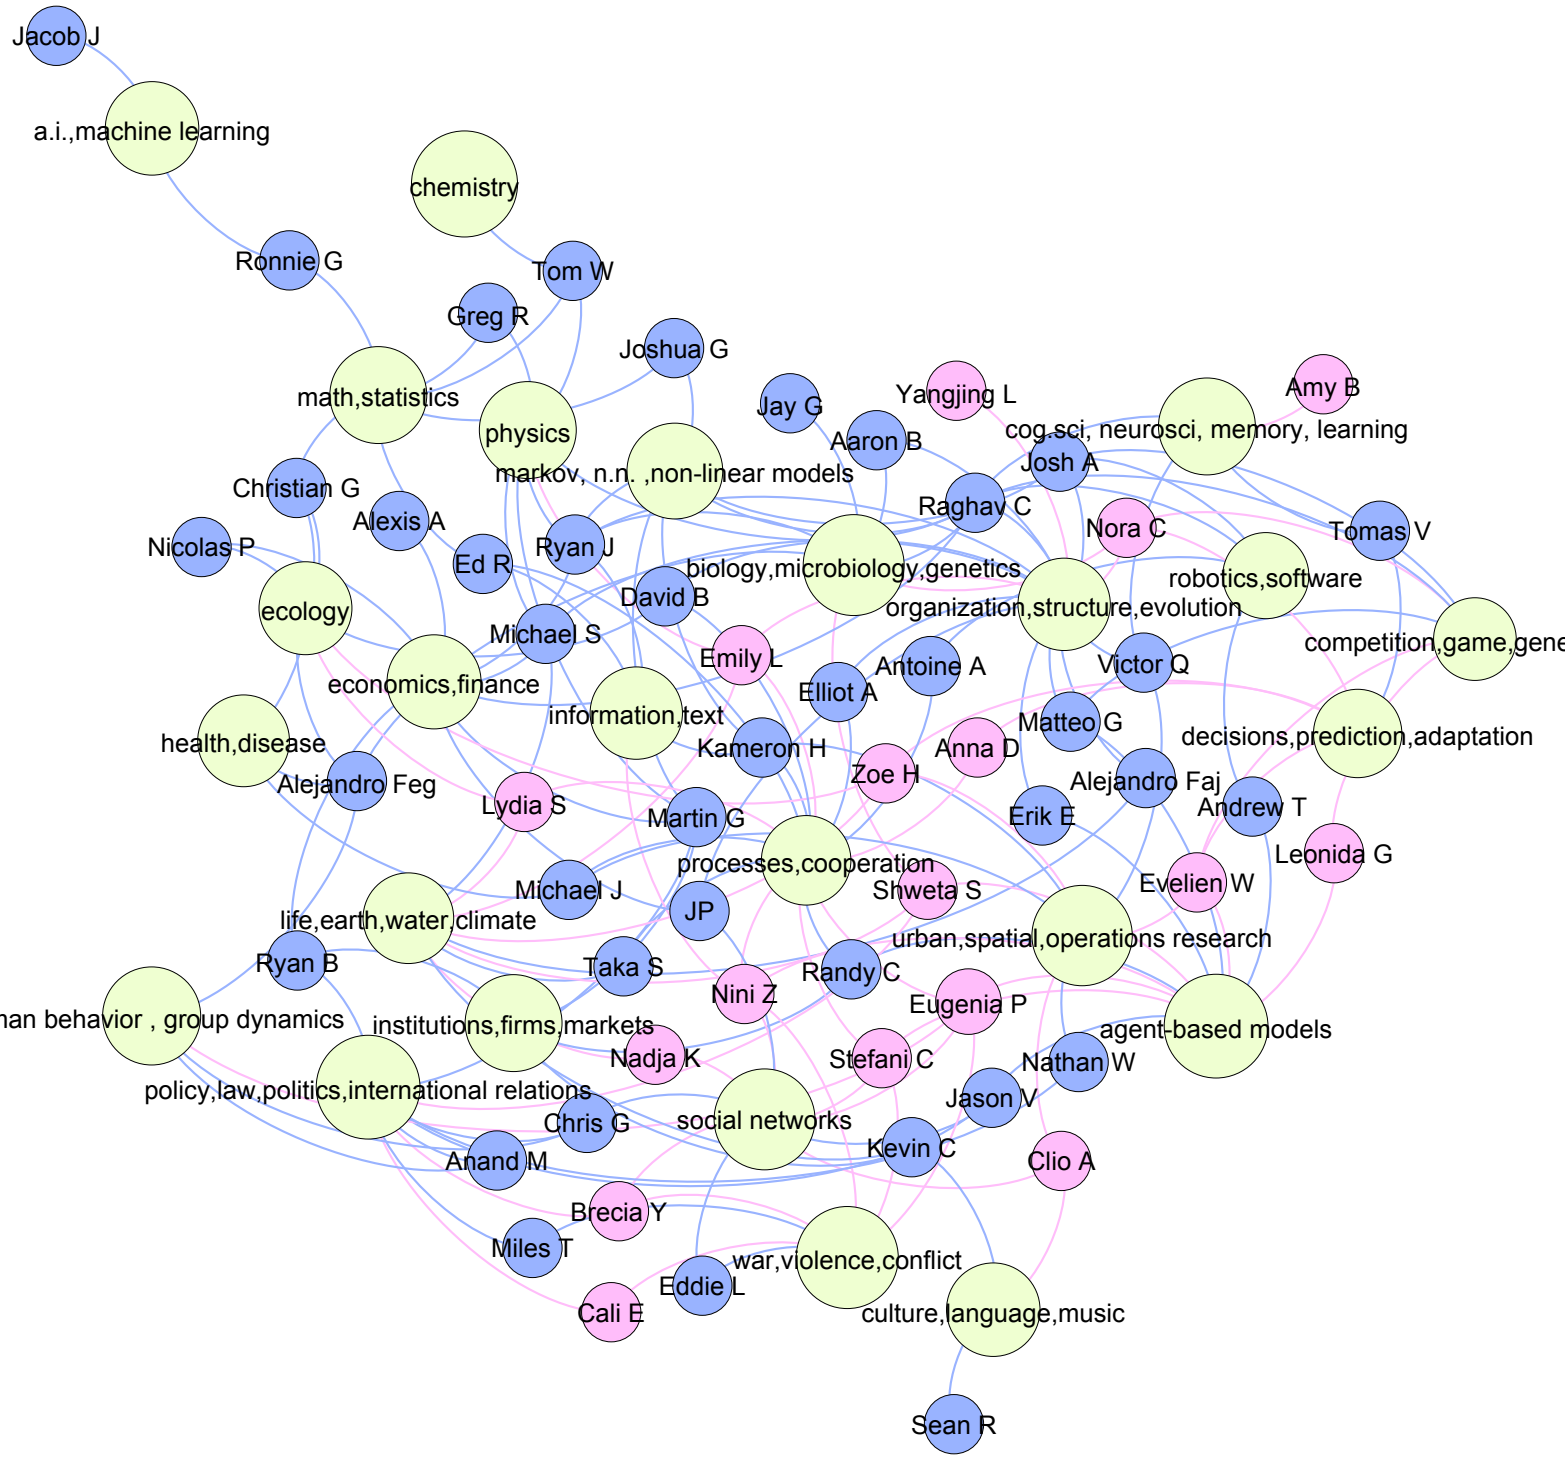 Jacob J
a.i.,machine learning
chemistry
Ronnie G
Tom W
Greg R
Joshua G
Yangjing L
Amy B
math,statistics
Jay G
physics
Aaron B
cog.sci, neurosci, memory, learning
markov, n.n. ,non-linear models
Josh A
Christian G
Raghav C
Alexis A
Nora C
Tomas V
Nicolas P
Ryan J
Ed R
biology,microbiology,genetics
robotics,software
David B
ecology
organization,structure,evolution
Michael S
competition,game,gene
Emily L
Antoine A
Victor Q
economics,finance
Elliot A
information,text
Matteo G
decisions,prediction,adaptation
health,disease
Kameron H
Anna D
Zoe H
Alejandro Feg
Alejandro Faj
Lydia S
Andrew T
Martin G
Erik E
Leonida G
processes,cooperation
Michael J
Shweta S
Evelien W
JP
life,earth,water,climate
urban,spatial,operations research
Ryan B
Taka S
Randy C
Nini Z
Eugenia P
man behavior , group dynamics
institutions,firms,markets
agent-based models
Nadja K
Stefani C
Nathan W
policy,law,politics,international relations
Jason V
Chris G
social networks
Kevin C
Anand M
Clio A
Brecia Y
Miles T
war,violence,conflict
Eddie L
Cali E
culture,language,music
Sean R